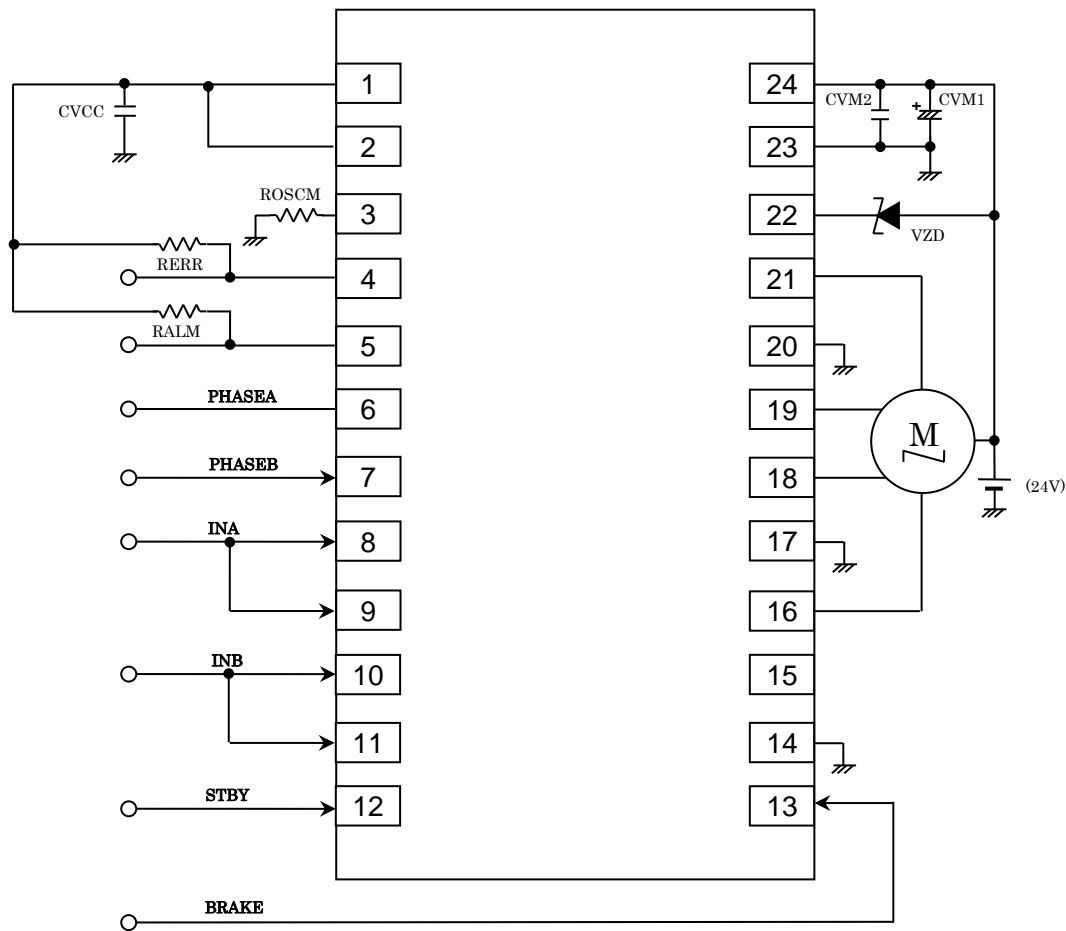 1
24
CVCC
CVM2
+
CVM1
2
23
ROSCM
3
22
VZD
RERR
4
21
RALM
5
20
PHASEA
6
19
M
PHASEB
7
18
(24V)
INA
8
17
9
16
INB
10
15
11
14
STBY
12
13
BRAKE